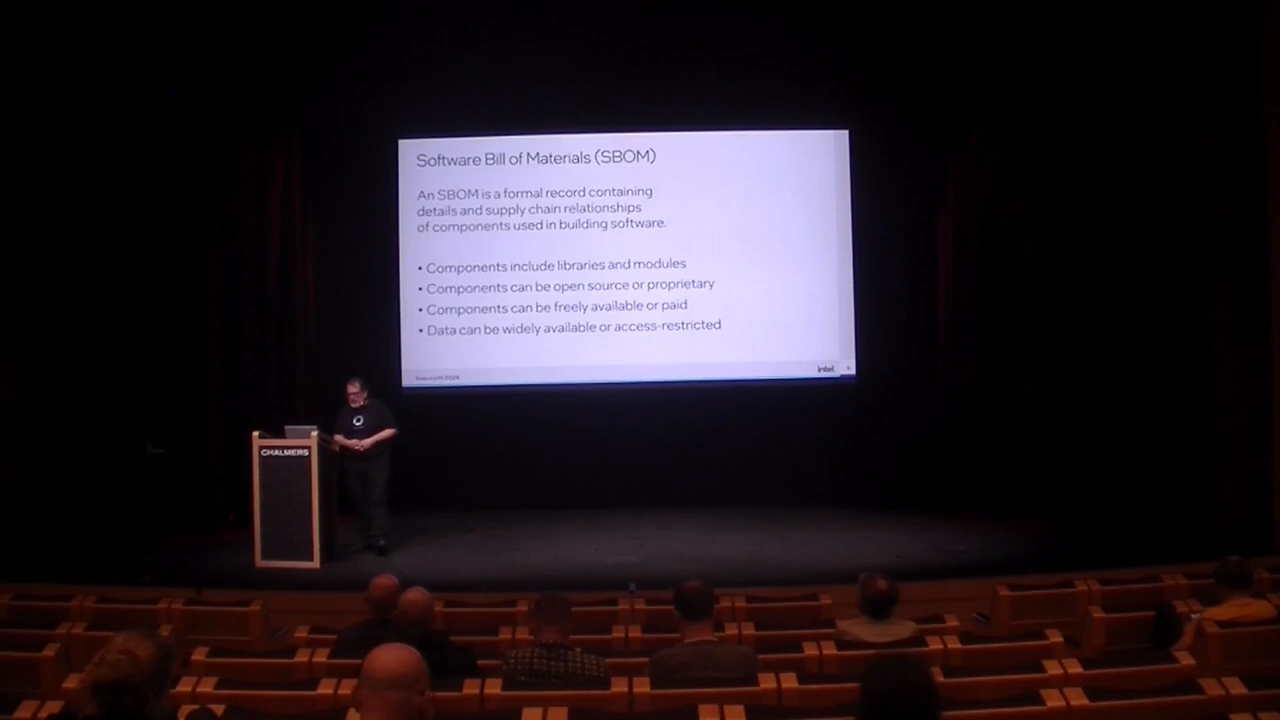 Software Bill of Materials (SBOM)
An SBOM is a formal record containing
details and supply chain relationships
of components used in building software.
• Components include libraries and modules
• Components can be open source or proprietary
• Components can be freely available or paid
• Data can be widely available or access-restricted
intel
CHALMERS